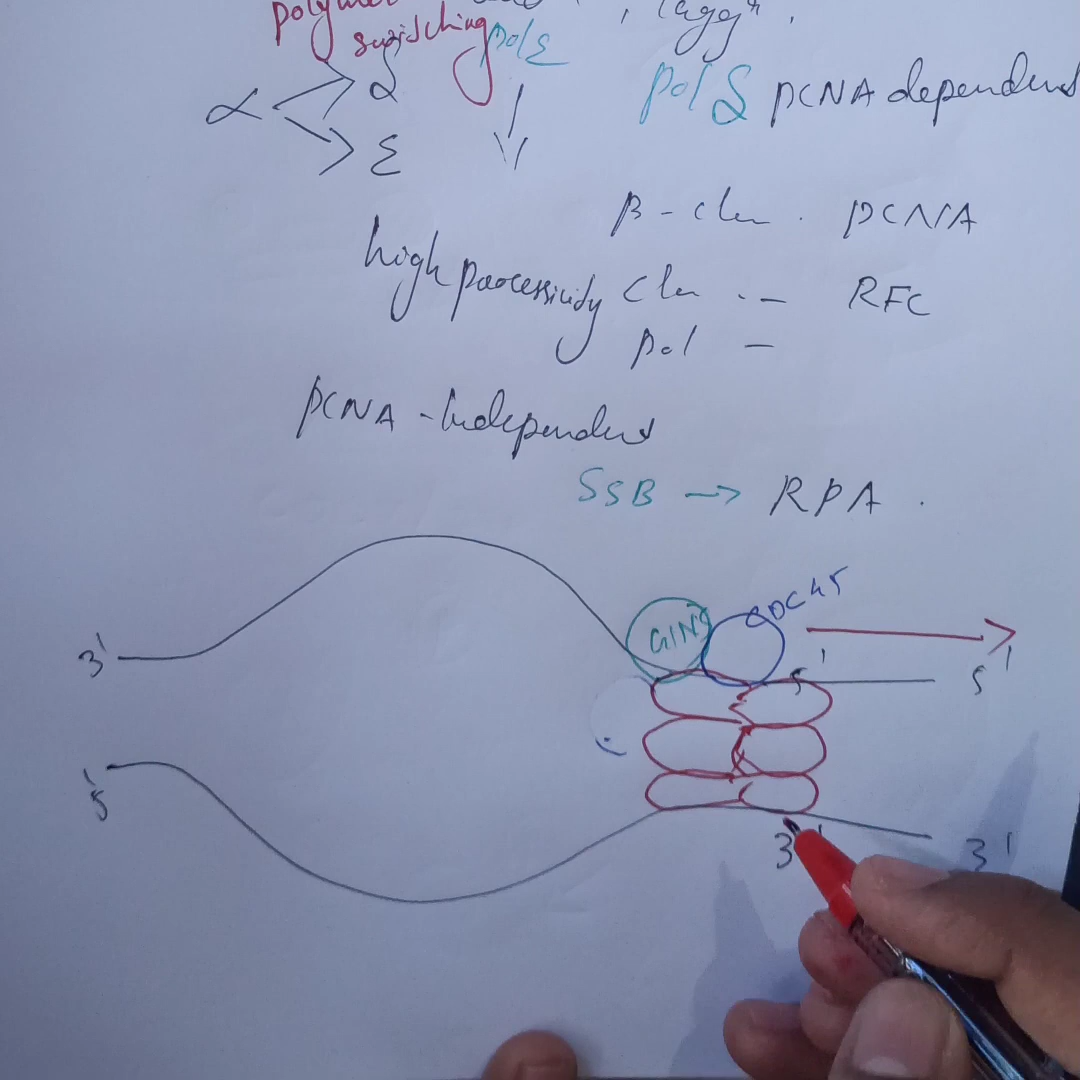 polymer
switching
pol ε
, lagg" .
α δ
ε
pol δ PCNA dependent
β - clm . PCNA
high processivity
clm . - RFC
pol -
PCNA - Independent
SSB → RPA .
GINS CDC45
3' 5' 5'
5' 3' 3'